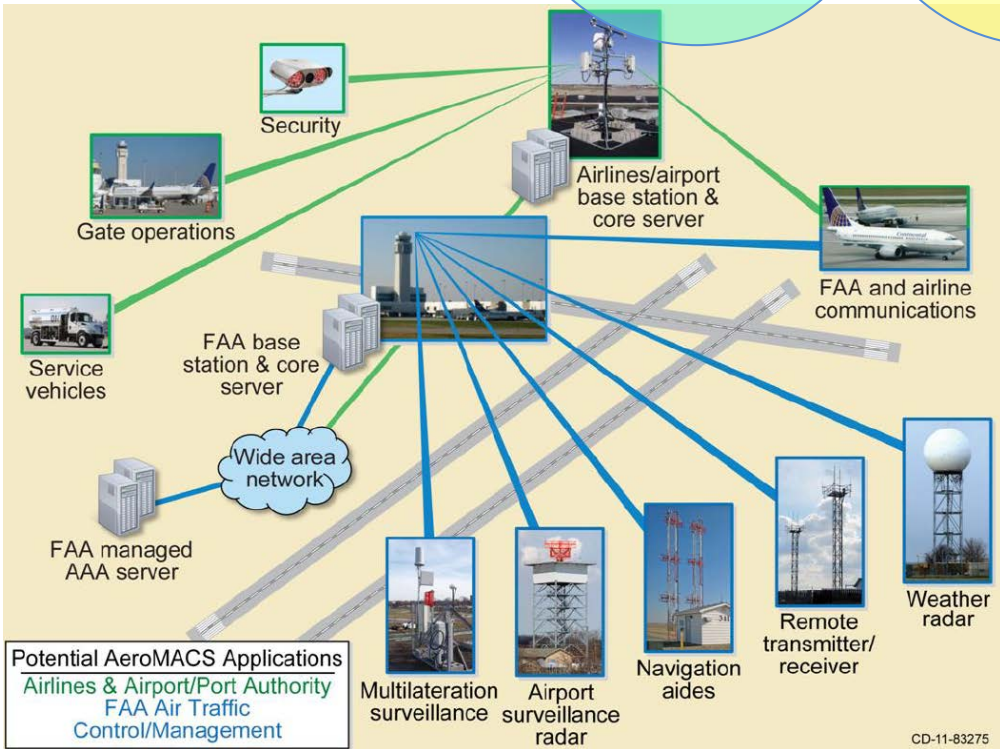 Security
Gate operations
Airlines/airport
base station &
core server
FAA and airline
communications
Service
vehicles
FAA base
station & core
server
Wide area
network
FAA managed
AAA server
Multilateration
surveillance
Airport
surveillance
radar
Navigation
aides
Remote
transmitter/
receiver
Weather
radar
Potential AeroMACS Applications
Airlines & Airport/Port Authority
FAA Air Traffic
Control/Management
CD-11-83275